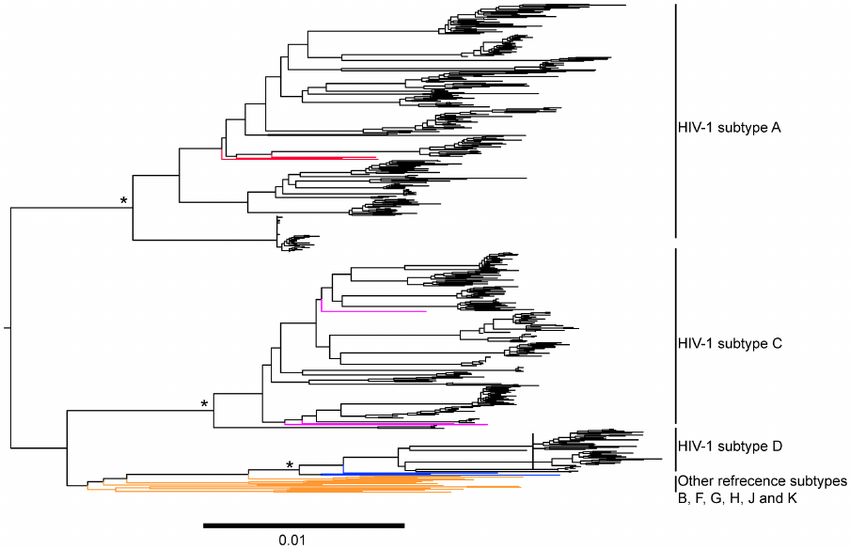 HIV-1 subtype A
*
HIV-1 subtype C
*
HIV-1 subtype D
*
Other refrecence subtypes
B, F, G, H, J and K
0.01